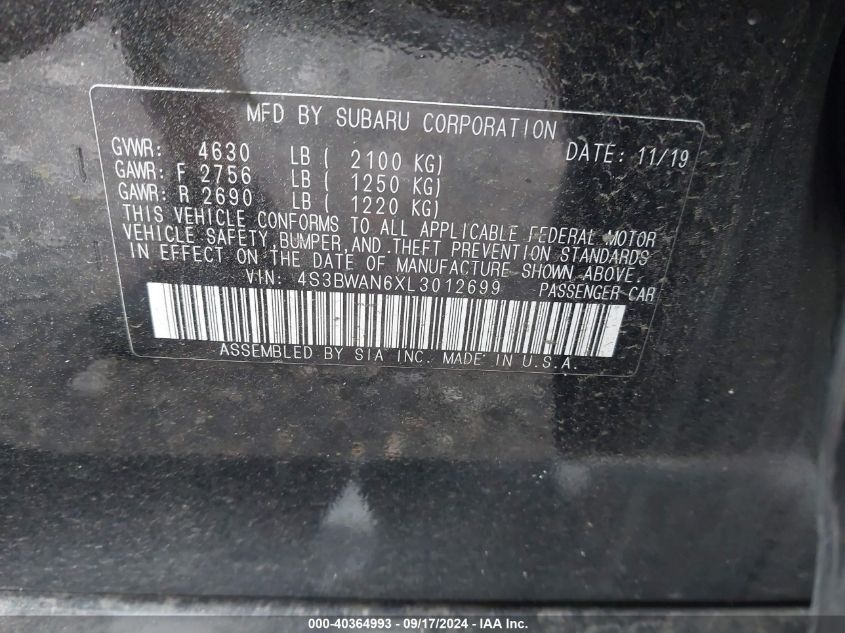 MFD BY SUBARU CORPORATION
GVWR: 4630 LB ( 2100 KG) DATE: 11/19
GAWR: F 2756 LB ( 1250 KG)
GAWR: R 2690 LB ( 1220 KG)
THIS VEHICLE CONFORMS TO ALL APPLICABLE FEDERAL MOTOR
VEHICLE SAFETY, BUMPER, AND THEFT PREVENTION STANDARDS
IN EFFECT ON THE DATE OF MANUFACTURE SHOWN ABOVE.
VIN: 4S3BWAN6XL3012699 PASSENGER CAR
ASSEMBLED BY SIA INC. MADE IN U.S.A.
000-40364993 - 09/17/2024 - IAA, Inc.